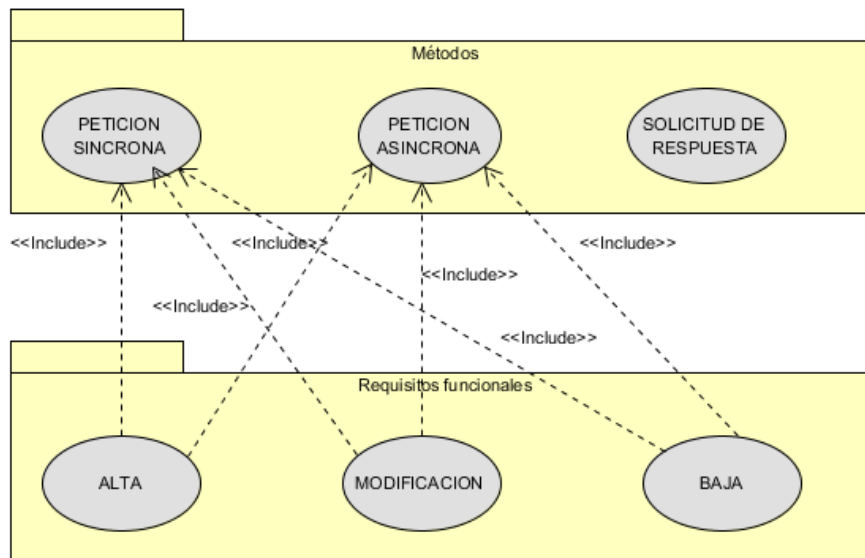 Métodos
PETICION
SINCRONA
PETICION
ASINCRONA
SOLICITUD DE
RESPUESTA
<<Include>>
<<Include>>
<<Include>>
<<Include>>
<<Include>>
<<Include>>
Requisitos funcionales
ALTA
MODIFICACION
BAJA